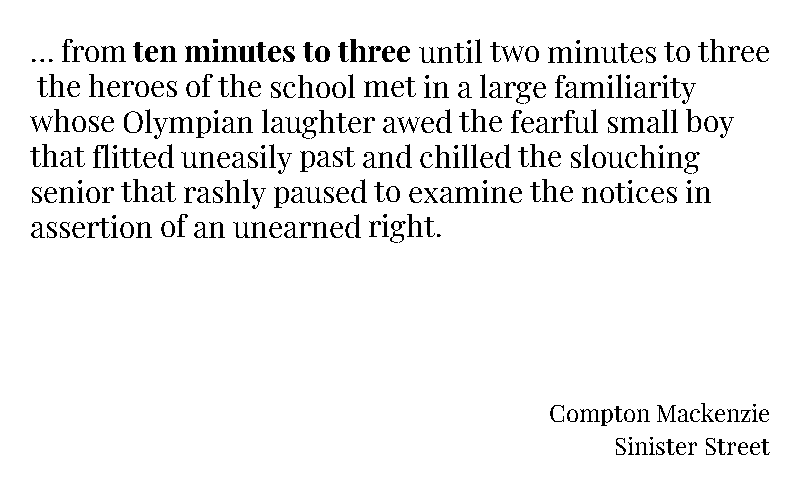 ... from ten minutes to three until two minutes to three
the heroes of the school met in a large familiarity
whose Olympian laughter awed the fearful small boy
that flitted uneasily past and chilled the slouching
senior that rashly paused to examine the notices in
assertion of an unearned right.
Compton Mackenzie
Sinister Street